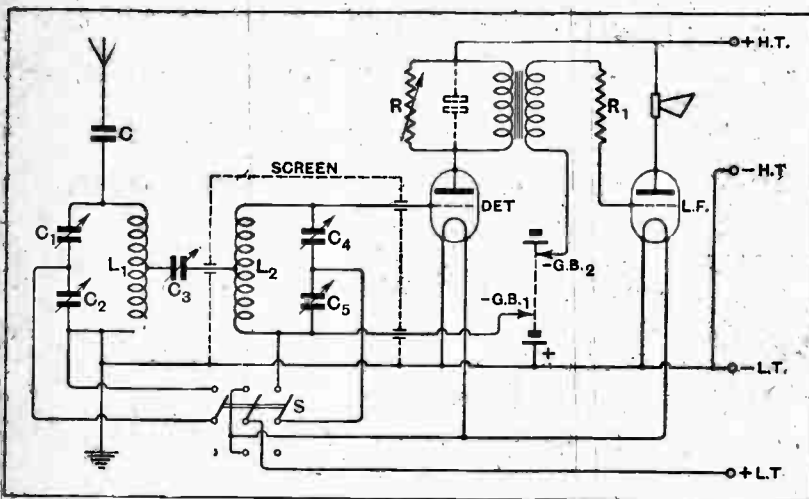 + H.T.
C
R
R1
SCREEN
- H.T
C1
L1
C3
L2
C4
DET
L.F.
C2
C5
-G.B.2
-G.B.1
+
- L.T.
S
+ L.T